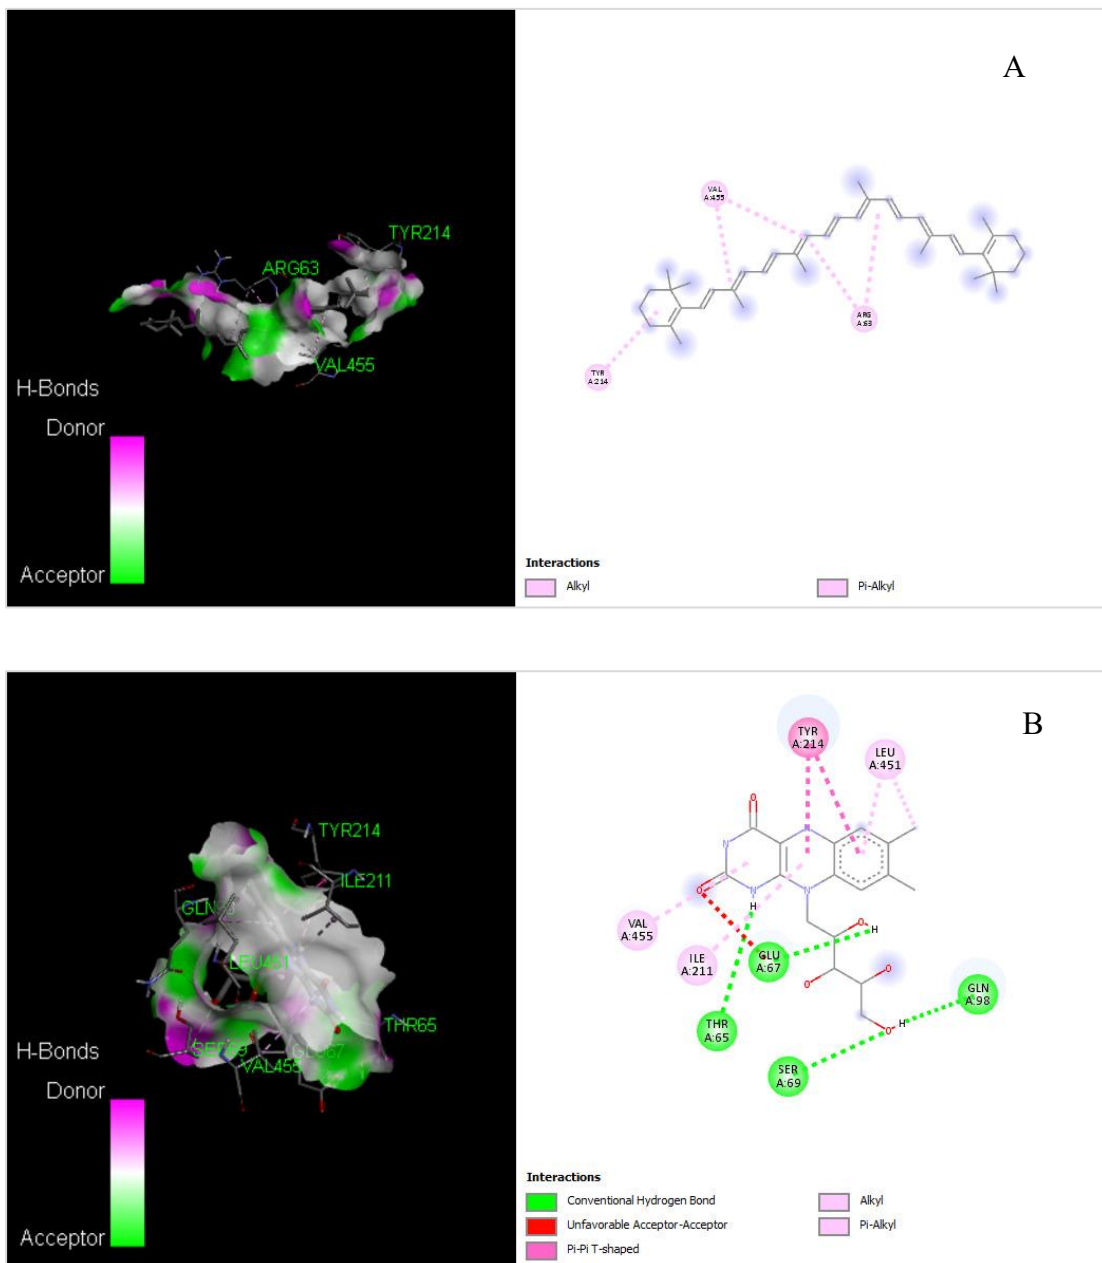 A
TYR214
ARG63
VAL455
H-Bonds
Donor
Acceptor
VAL
A:455
ARG
A:63
TYR
A:214
Interactions
Alkyl
Pi-Alkyl
B
TYR214
ILE211
LEU451
THR65
VAL455
H-Bonds
Donor
Acceptor
TYR
A:214
LEU
A:451
O
N
N
N
N
O
H
VAL
A:455
ILE
A:211
GLU
A:67
O
H
O
O
THR
A:65
GLN
A:98
O
H
SER
A:69
Interactions
Conventional Hydrogen Bond
Alkyl
Unfavorable Acceptor-Acceptor
Pi-Alkyl
Pi-Pi T-shaped